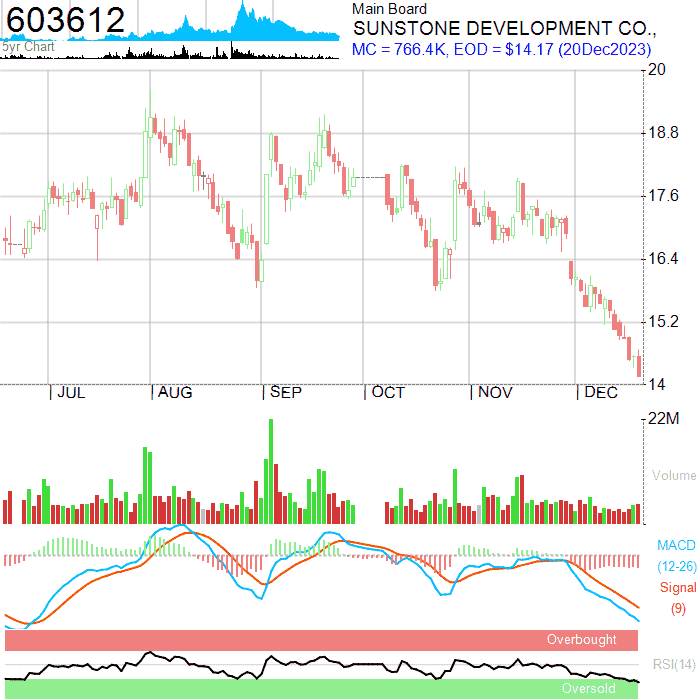 603612
5yr Chart
Main Board
SUNSTONE DEVELOPMENT CO.,
MC = 766.4K, EOD = $14.17 (20Dec2023)
20
18.8
17.6
16.4
15.2
14
JUL AUG SEP OCT NOV DEC
22M
Volume
MACD
(12-26)
Signal
(9)
Overbought
RSI(14)
Oversold